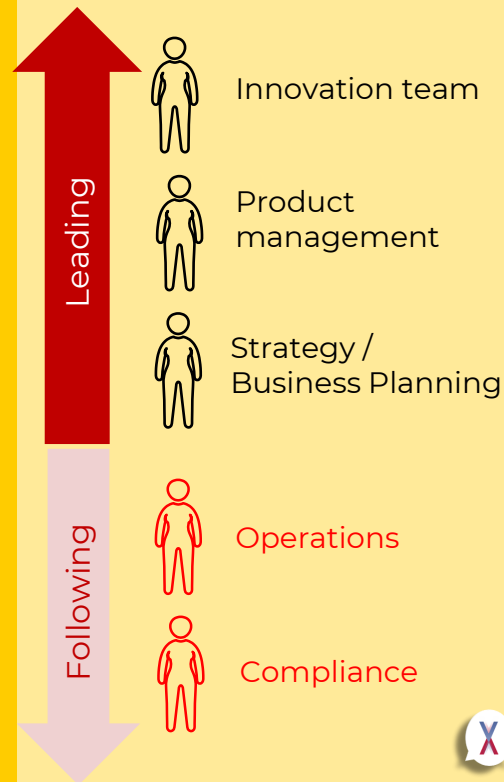 Leading
Innovation team
Product
management
Strategy /
Business Planning
Following
Operations
Compliance
X